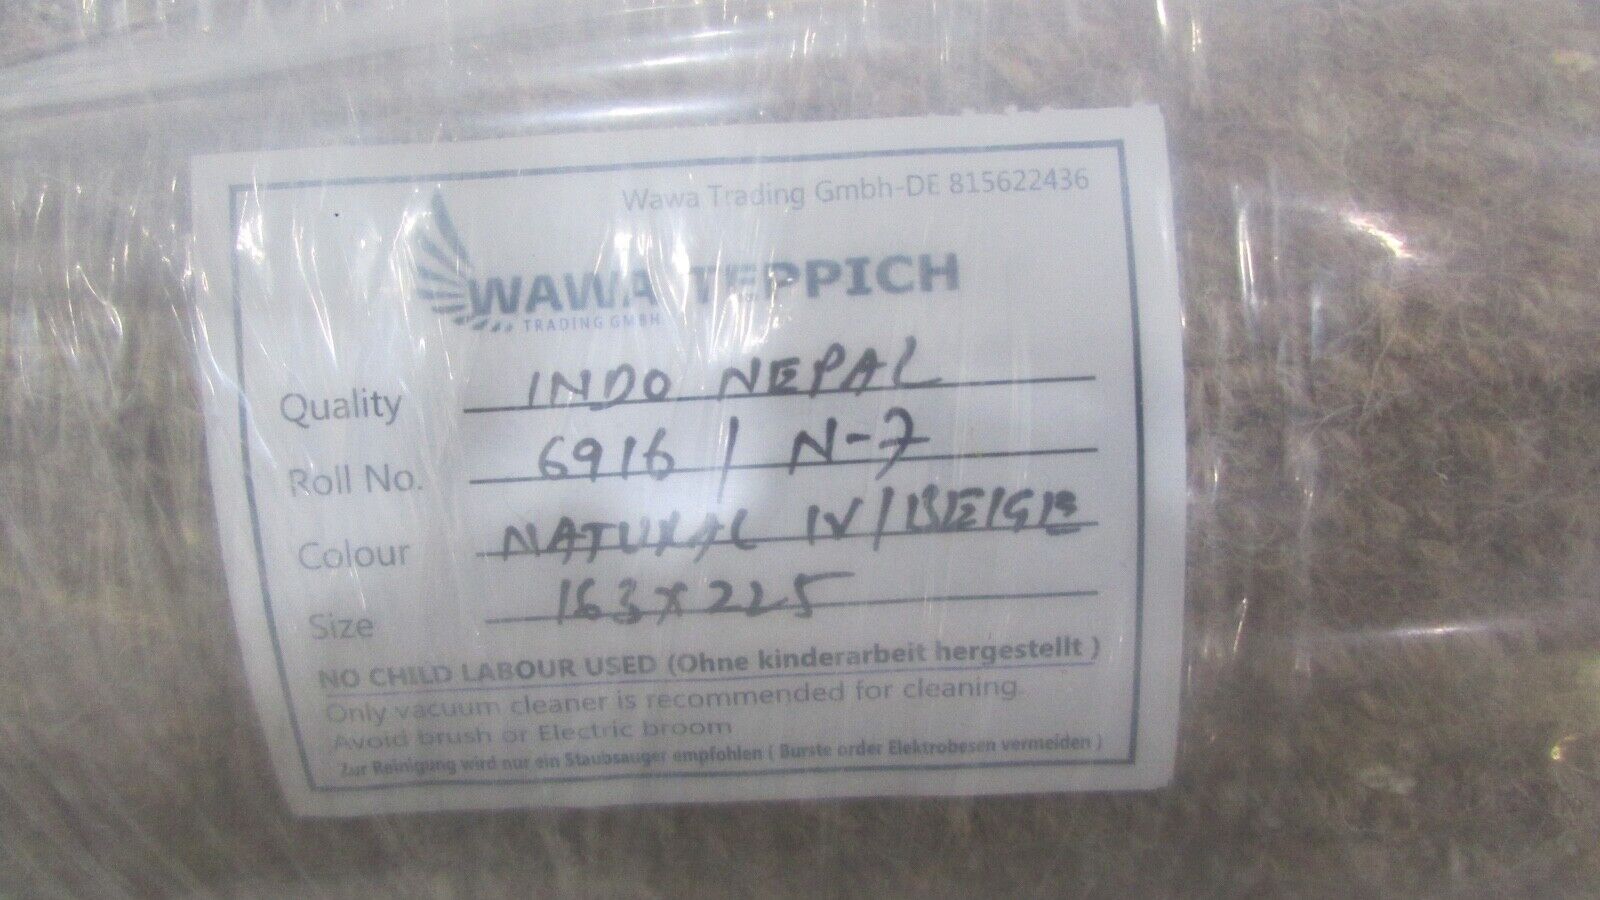 Wawa Trading Gmbh-DE 815622436
WAWA TEPPICH
TRADING GMBH
Quality INDO NEPAL
Roll No. 6916 / N-7
Colour NATURAL IV/BEIGE
Size 163x225
NO CHILD LABOUR USED (Ohne kinderarbeit hergestellt )
Only vacuum cleaner is recommended for cleaning.
Avoid brush or Electric broom
Zur Reinigung wird nur ein Staubsauger empfohlen ( Burste order Elektrobesen vermeiden )